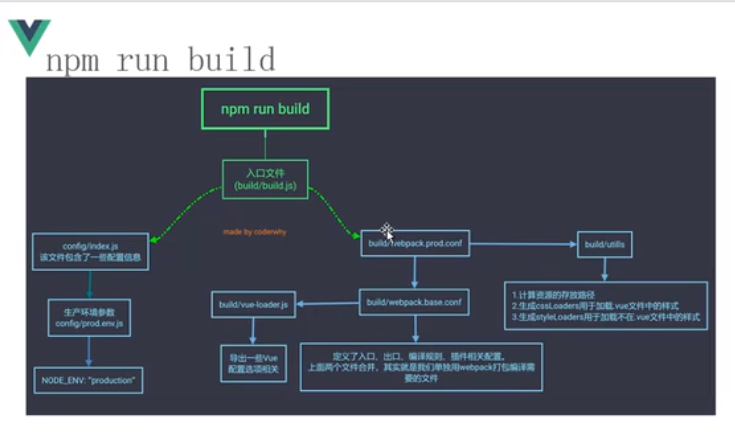 npm run build
npm run build
入口文件
(build/build.js)
made by coderwhy
config/index.js
该文件包含了一些配置信息
build/webpack.prod.conf
build/utills
生产环境参数
config/prod.env.js
build/vue-loader.js
build/webpack.base.conf
1.计算资源的存放路径
2.生成cssLoaders用于加载.vue文件中的样式
3.生成styleLoaders用于加载不在.vue文件中的样式
NODE_ENV: "production"
导出一些Vue
配置选项相关
定义了入口、出口、编译规则、插件相关配置。
上面两个文件合并，其实就是我们单独用webpack打包编译需
要的文件